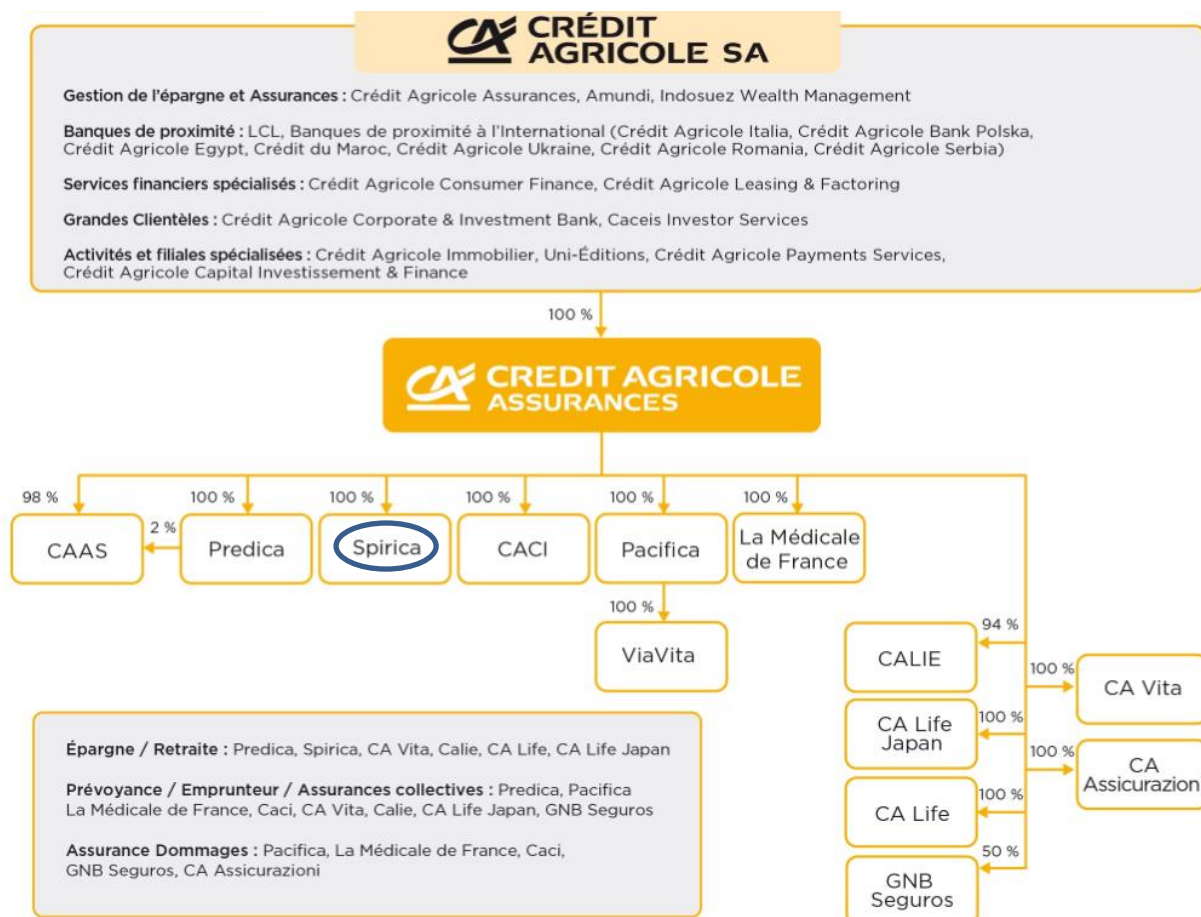 CRÉDIT
AGRICOLE SA
Gestion de l'épargne et Assurances : Crédit Agricole Assurances, Amundi, Indosuez Wealth Management
Banques de proximité : LCL, Banques de proximité à l'International (Crédit Agricole Italia, Crédit Agricole Bank Polska,
Crédit Agricole Egypt, Crédit du Maroc, Crédit Agricole Ukraine, Crédit Agricole Romania, Crédit Agricole Serbia)
Services financiers spécialisés : Crédit Agricole Consumer Finance, Crédit Agricole Leasing & Factoring
Grandes Clientèles : Crédit Agricole Corporate & Investment Bank, Caceis Investor Services
Activités et filiales spécialisées : Crédit Agricole Immobilier, Uni-Éditions, Crédit Agricole Payments Services,
Crédit Agricole Capital Investissement & Finance
100 %
CREDIT AGRICOLE
ASSURANCES
98 %
100 %
100 %
100 %
100 %
100 %
CAAS
2 %
Predica
Spirica
CACI
Pacifica
La Médicale
de France
100 %
ViaVita
94 %
CALIE
100 %
CA Vita
100 %
CA Life
Japan
100 %
CA
Assicurazion
100 %
CA Life
50 %
GNB
Seguros
Épargne / Retraite : Predica, Spirica, CA Vita, Calie, CA Life, CA Life Japan
Prévoyance / Emprunteur / Assurances collectives : Predica, Pacifica
La Médicale de France, Caci, CA Vita, Calie, CA Life Japan, GNB Seguros
Assurance Dommages : Pacifica, La Médicale de France, Caci,
GNB Seguros, CA Assicurazioni